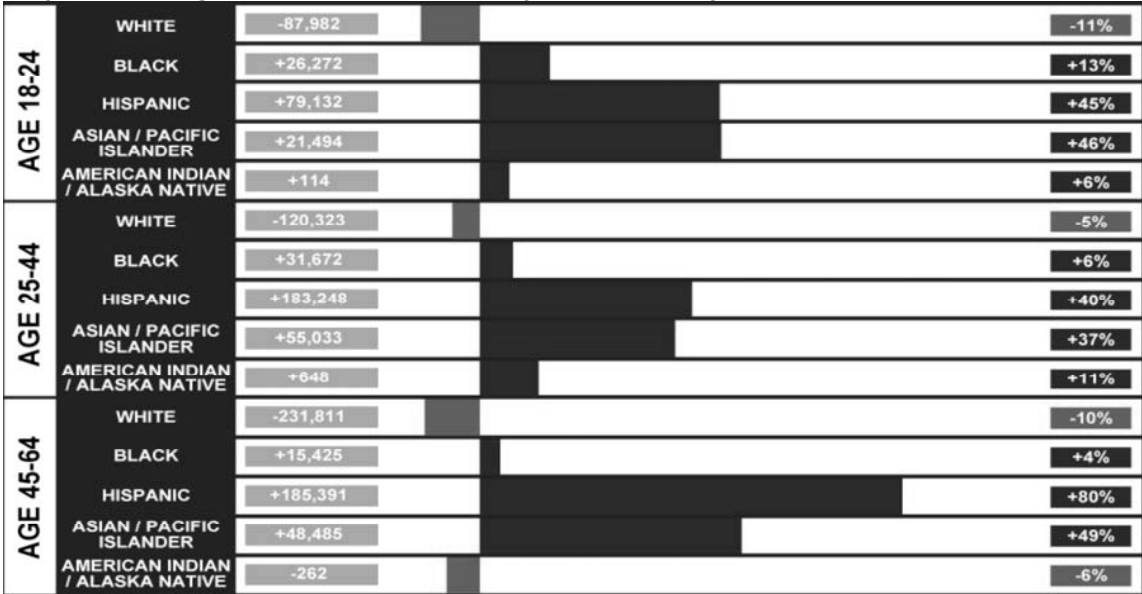 AGE 18-24
WHITE -87,982 -11%
BLACK +26,272 +13%
HISPANIC +79,132 +45%
ASIAN / PACIFIC
ISLANDER +21,494 +46%
AMERICAN INDIAN
/ ALASKA NATIVE +114 +6%
AGE 25-44
WHITE -120,323 -5%
BLACK +31,672 +6%
HISPANIC +183,248 +40%
ASIAN / PACIFIC
ISLANDER +55,033 +37%
AMERICAN INDIAN
/ ALASKA NATIVE +648 +11%
AGE 45-64
WHITE -231,811 -10%
BLACK +15,425 +4%
HISPANIC +185,391 +80%
ASIAN / PACIFIC
ISLANDER +48,485 +49%
AMERICAN INDIAN
/ ALASKA NATIVE -262 -6%